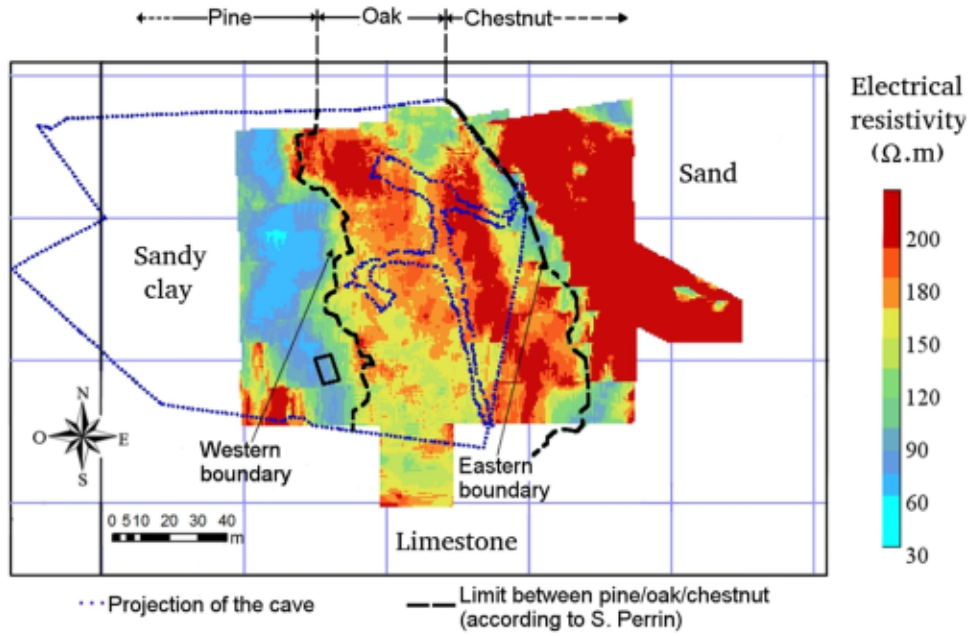 Pine Oak Chestnut
Electrical
resistivity
(Ω.m)
Sand
Sandy
clay
200
180
150
120
90
60
30
N
O E
S
Western
boundary
Eastern
boundary
0 5 10 20 30 40
m
Limestone
Projection of the cave
Limit between pine/oak/chestnut
(according to S. Perrin)